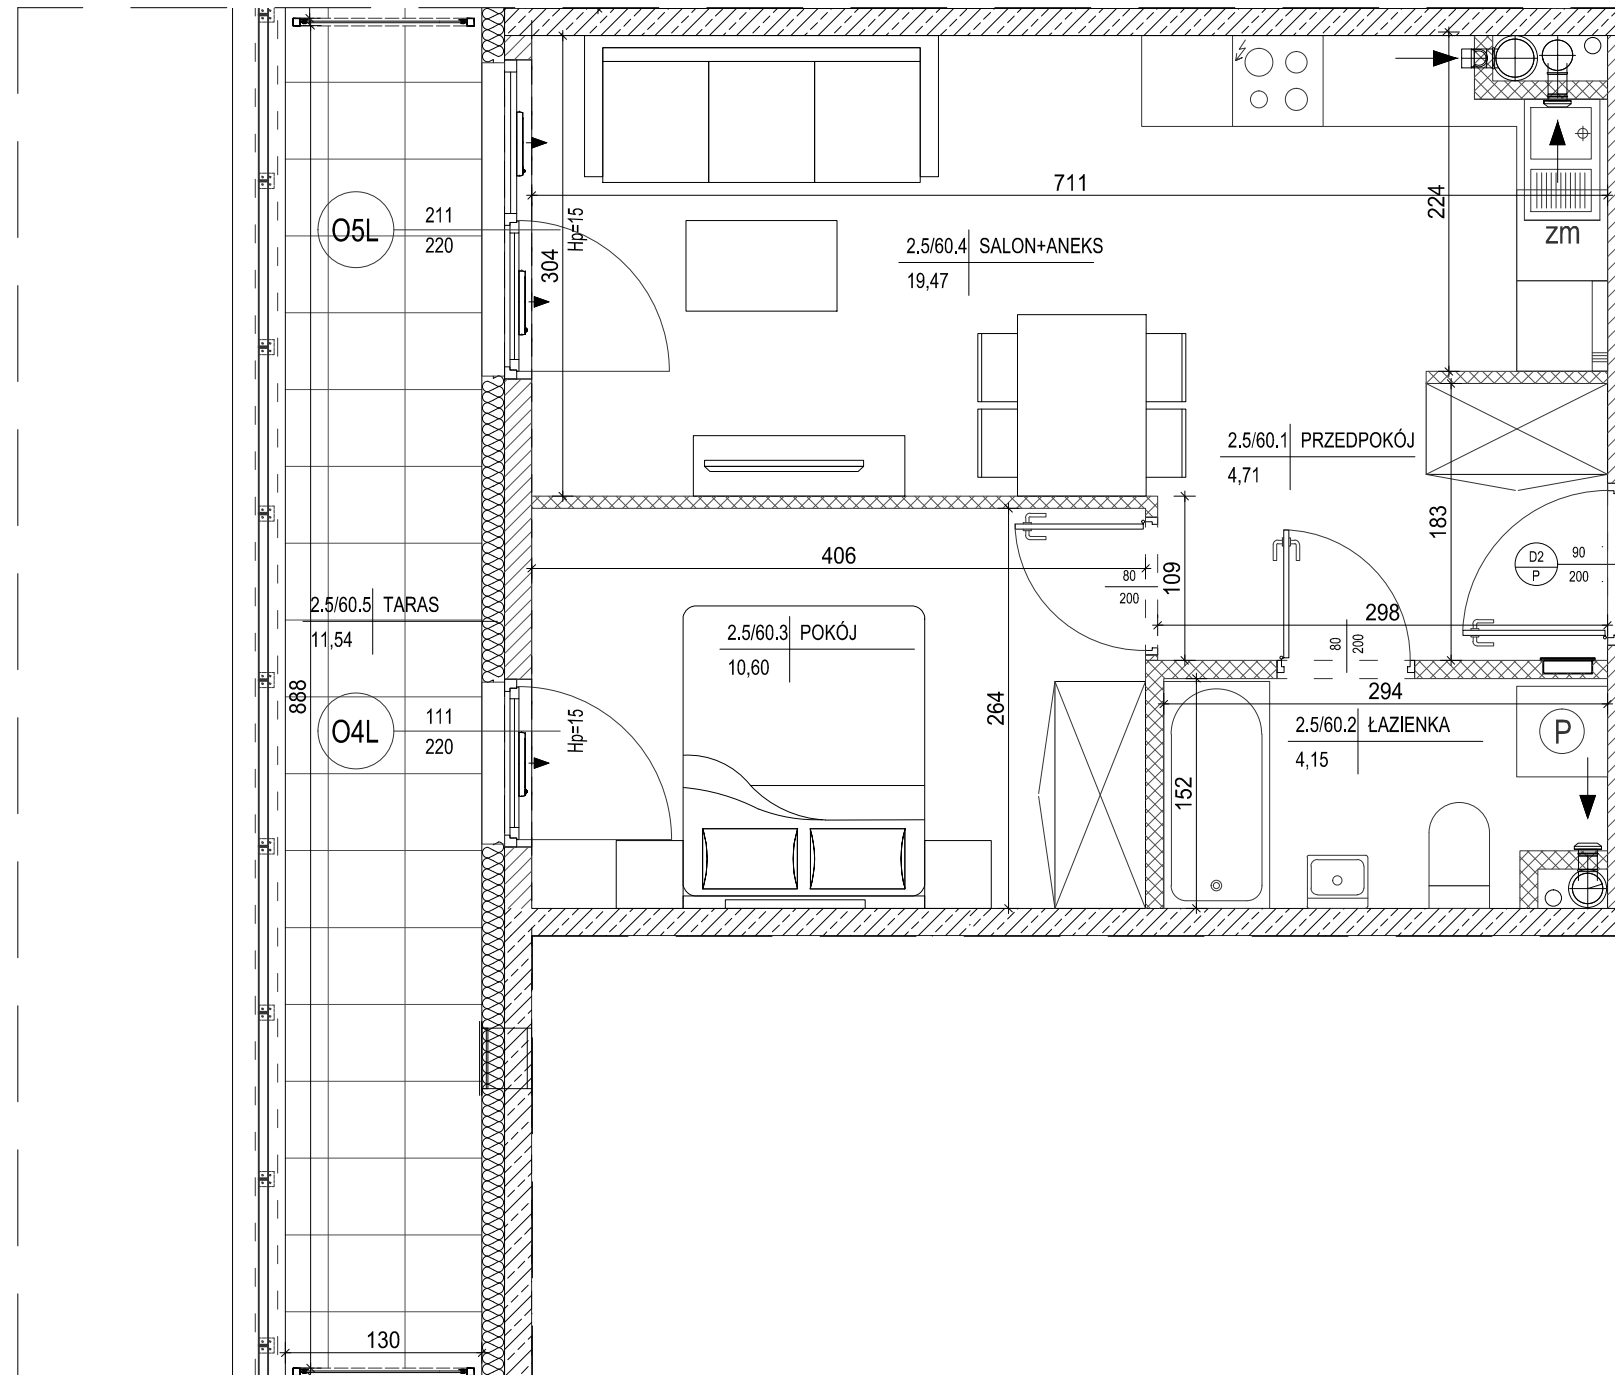 711
224
O5L
211
220
Hp=15
304
2.5/60.4 SALON+ANEKS
19,47
zm
2.5/60.1 PRZEDPOKÓJ
4,71
183
406
80
200
109
D2
P
90
200
298
80
200
2.5/60.5 TARAS
11,54
2.5/60.3 POKÓJ
10,60
888
264
294
O4L
111
220
Hp=15
2.5/60.2 ŁAZIENKA
4,15
P
152
130